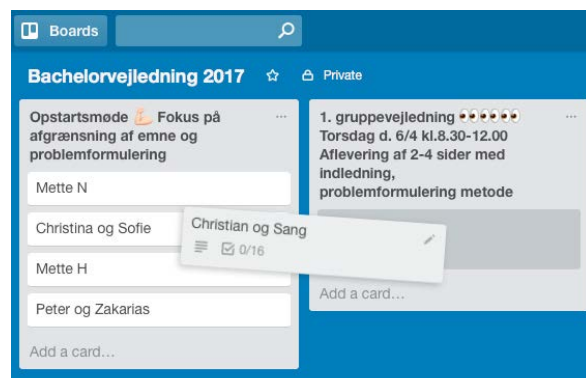 Boards
Bachelorvejledning 2017 ☆ Private
Opstartsmøde 💪🏻 Fokus på
afgrænsning af emne og
problemformulering
...
Mette N
Christina og Sofie
Mette H
Peter og Zakarias
Add a card...
Christian og Sang
0/16
1. gruppevejledning 👀👀👀
Torsdag d. 6/4 kl.8.30-12.00
Aflevering af 2-4 sider med
indledning,
problemformulering metode
...
Add a card...